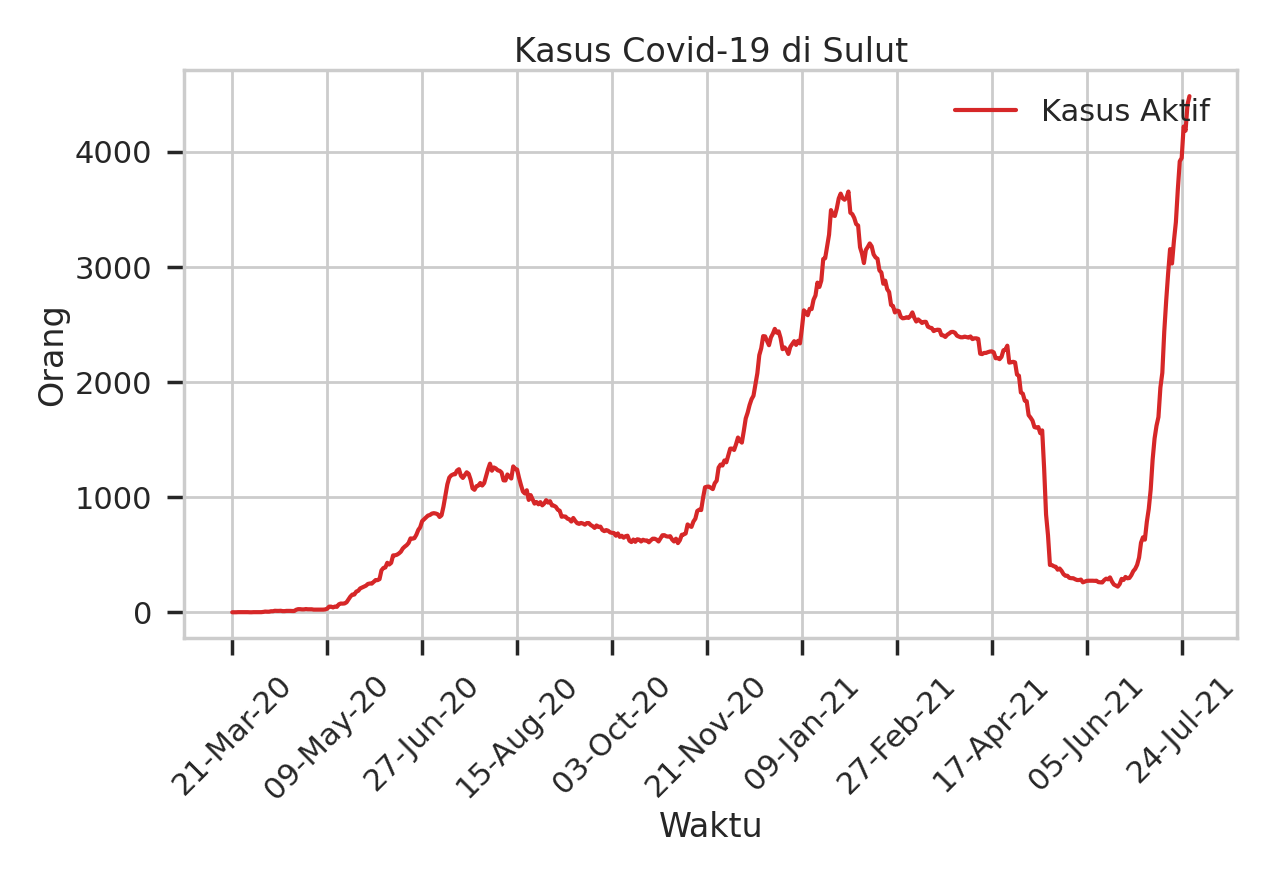 Kasus Covid-19 di Sulut
Kasus Aktif
Orang
4000
3000
2000
1000
0
21-Mar-20
09-May-20
27-Jun-20
15-Aug-20
03-Oct-20
21-Nov-20
09-Jan-21
27-Feb-21
17-Apr-21
05-Jun-21
24-Jul-21
Waktu